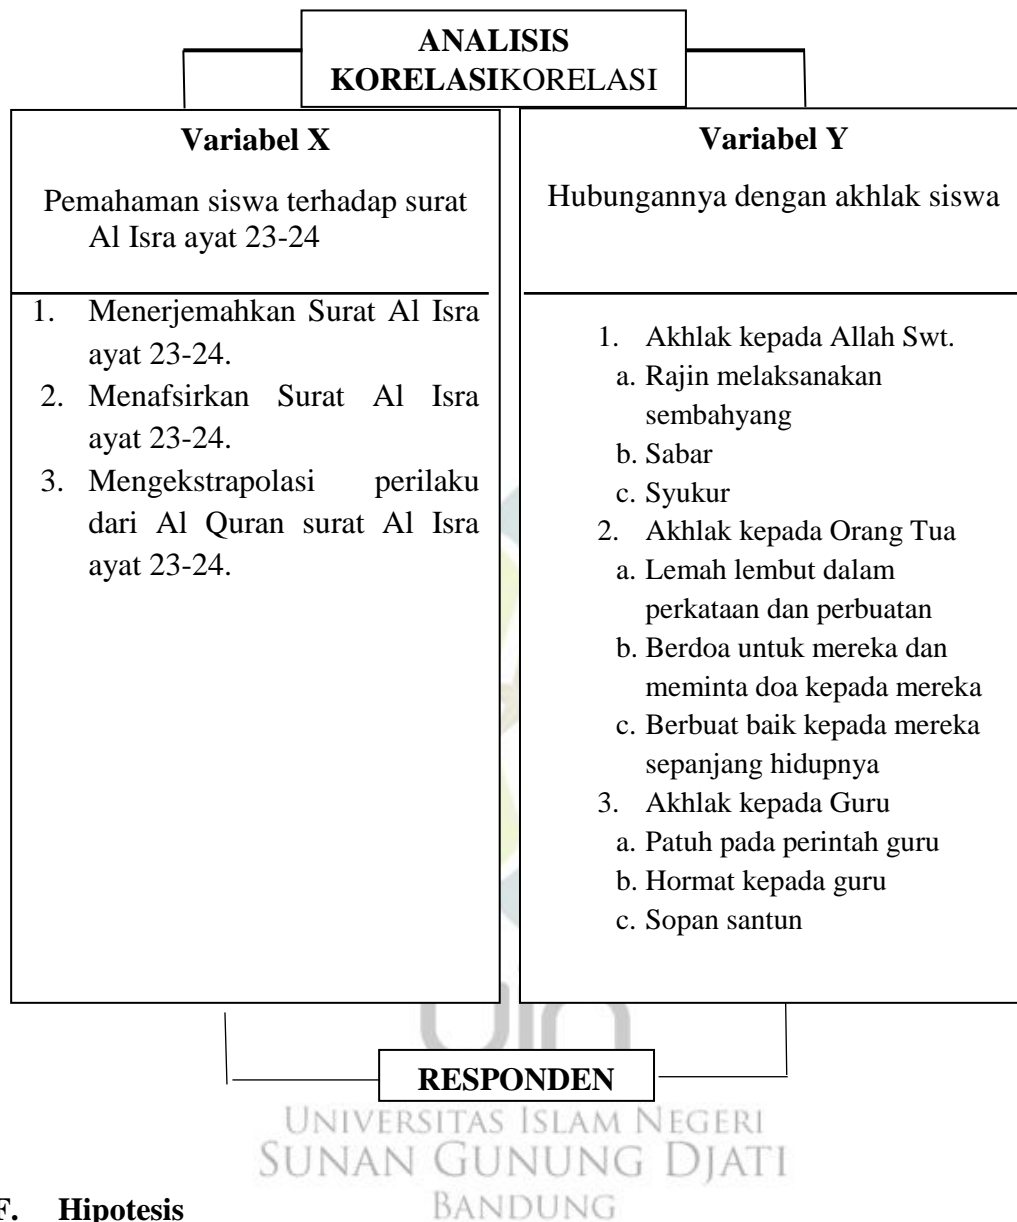 ANALISIS
KORELASIKORELASI
Variabel X
Pemahaman siswa terhadap surat
Al Isra ayat 23-24
1. Menerjemahkan Surat Al Isra
ayat 23-24.
2. Menafsirkan Surat Al Isra
ayat 23-24.
3. Mengekstrapolasi perilaku
dari Al Quran surat Al Isra
ayat 23-24.
Variabel Y
Hubungannya dengan akhlak siswa
1. Akhlak kepada Allah Swt.
a. Rajin melaksanakan
sembahyang
b. Sabar
c. Syukur
2. Akhlak kepada Orang Tua
a. Lemah lembut dalam
perkataan dan perbuatan
b. Berdoa untuk mereka dan
meminta doa kepada mereka
c. Berbuat baik kepada mereka
sepanjang hidupnya
3. Akhlak kepada Guru
a. Patuh pada perintah guru
b. Hormat kepada guru
c. Sopan santun
uin
RESPONDEN
UNIVERSITAS ISLAM NEGERI
SUNAN GUNUNG DJATI
BANDUNG
F. Hipotesis